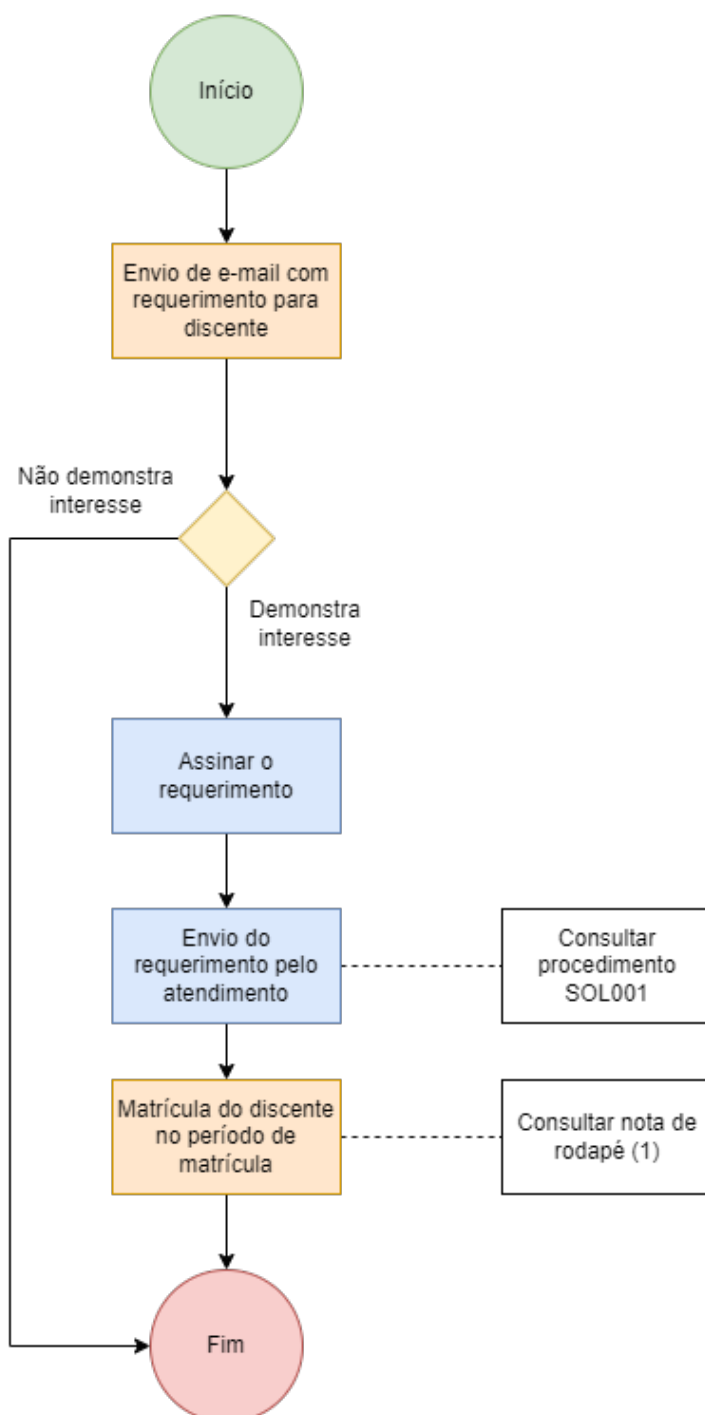 Início
Envio de e-mail com
requerimento para
discente
Não demonstra
interesse
Demonstra
interesse
Assinar o
requerimento
Envio do
requerimento pelo
atendimento
Consultar
procedimento
SOL001
Matrícula do discente
no período de
matrícula
Consultar nota de
rodapé (1)
Fim